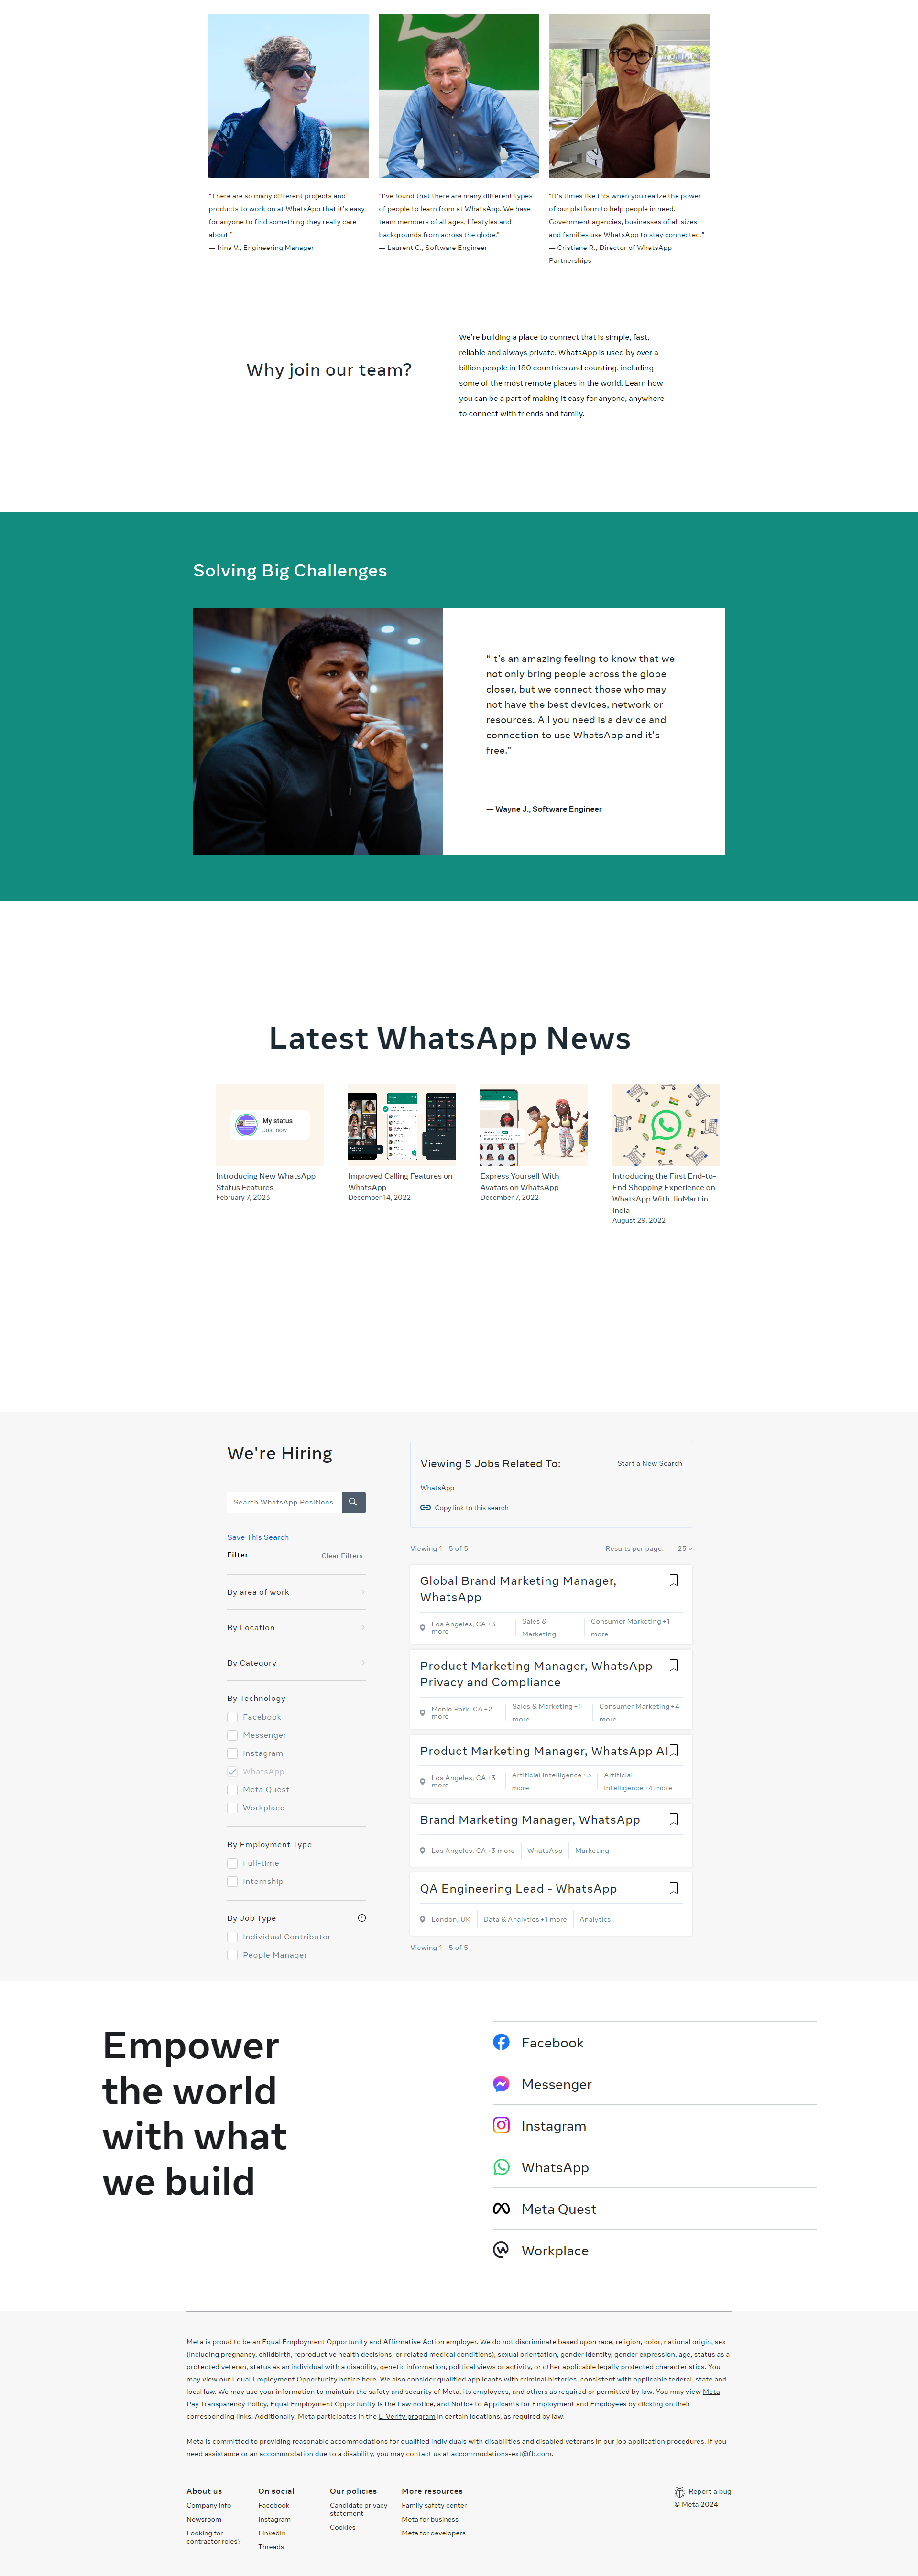 "There are so many different projects and
products to work on at WhatsApp that it's easy
for anyone to find something they really care
about."
— Irina V., Engineering Manager
"I've found that there are many different types
of people to learn from at WhatsApp. We have
team members of all ages, lifestyles and
backgrounds from across the globe."
— Laurent C., Software Engineer
"It's times like this when you realize the power
of our platform to help people in need.
Government agencies, businesses of all sizes
and families use WhatsApp to stay connected."
— Cristiane R., Director of WhatsApp
Partnerships
Why join our team?
We're building a place to connect that is simple, fast,
reliable and always private. WhatsApp is used by over a
billion people in 180 countries and counting, including
some of the most remote places in the world. Learn how
you can be a part of making it easy for anyone, anywhere
to connect with friends and family.
Solving Big Challenges
"It's an amazing feeling to know that we
not only bring people across the globe
closer, but we connect those who may
not have the best devices, network or
resources. All you need is a device and
connection to use WhatsApp and it's
free."
— Wayne J., Software Engineer
Latest WhatsApp News
My status
Just now
Introducing New WhatsApp
Status Features
February 7, 2023
Improved Calling Features on
WhatsApp
December 14, 2022
Express Yourself With
Avatars on WhatsApp
December 7, 2022
Introducing the First End-to-
End Shopping Experience on
WhatsApp With JioMart in
India
August 29, 2022
We're Hiring
Search WhatsApp Positions
Save This Search
Filter
Clear Filters
By area of work
By Location
By Category
By Technology
Facebook
Messenger
Instagram
WhatsApp
Meta Quest
Workplace
By Employment Type
Full-time
Internship
By Job Type
Individual Contributor
People Manager
Viewing 5 Jobs Related To:
Start a New Search
WhatsApp
Copy link to this search
Viewing 1 - 5 of 5
Results per page: 25
Global Brand Marketing Manager,
WhatsApp
Los Angeles, CA +3
more
Sales &
Marketing
Consumer Marketing +1
more
Product Marketing Manager, WhatsApp
Privacy and Compliance
Menlo Park, CA +2
more
Sales & Marketing +1
more
Consumer Marketing +4
more
Product Marketing Manager, WhatsApp AI
Los Angeles, CA +3
more
Artificial Intelligence +3
more
Artificial
Intelligence +4 more
Brand Marketing Manager, WhatsApp
Los Angeles, CA +3 more
WhatsApp
Marketing
QA Engineering Lead - WhatsApp
London, UK
Data & Analytics +1 more
Analytics
Viewing 1 - 5 of 5
Empower
the world
with what
we build
Facebook
Messenger
Instagram
WhatsApp
Meta Quest
Workplace
Meta is proud to be an Equal Employment Opportunity and Affirmative Action employer. We do not discriminate based upon race, religion, color, national origin, sex
(including pregnancy, childbirth, reproductive health decisions, or related medical conditions), sexual orientation, gender identity, gender expression, age, status as a
protected veteran, status as an individual with a disability, genetic information, political views or activity, or other applicable legally protected characteristics. You
may view our Equal Employment Opportunity notice here. We also consider qualified applicants with criminal histories, consistent with applicable federal, state and
local law. We may use your information to maintain the safety and security of Meta, its employees, and others as required or permitted by law. You may view Meta
Pay Transparency Policy, Equal Employment Opportunity is the Law notice, and Notice to Applicants for Employment and Employees by clicking on their
corresponding links. Additionally, Meta participates in the E-Verify program in certain locations, as required by law.
Meta is committed to providing reasonable accommodations for qualified individuals with disabilities and disabled veterans in our job application procedures. If you
need assistance or an accommodation due to a disability, you may contact us at accommodations-ext@fb.com.
About us
Company info
Newsroom
Looking for
contractor roles?
On social
Facebook
Instagram
LinkedIn
Threads
Our policies
Candidate privacy
statement
Cookies
More resources
Family safety center
Meta for business
Meta for developers
Report a bug
© Meta 2024